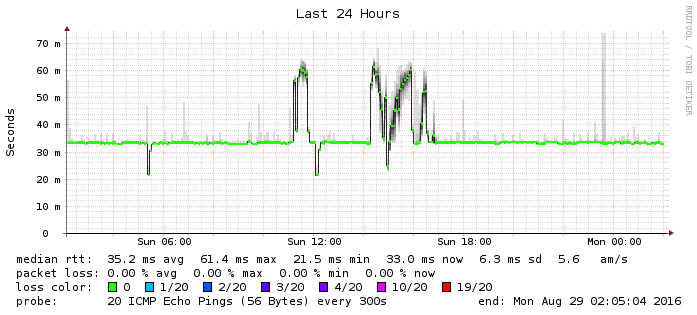 Last 24 Hours
RRDTOOL / TOBI OETIKER
Seconds
70 m
60 m
50 m
40 m
30 m
20 m
10 m
0
Sun 06:00 Sun 12:00 Sun 18:00 Mon 00:00
median rtt: 35.2 ms avg 61.4 ms max 21.5 ms min 33.0 ms now 6.3 ms sd 5.6 am/s
packet loss: 0.00 % avg 0.00 % max 0.00 % min 0.00 % now
loss color: 0 1/20 2/20 3/20 4/20 10/20 19/20
probe: 20 ICMP Echo Pings (56 Bytes) every 300s end: Mon Aug 29 02:05:04 2016